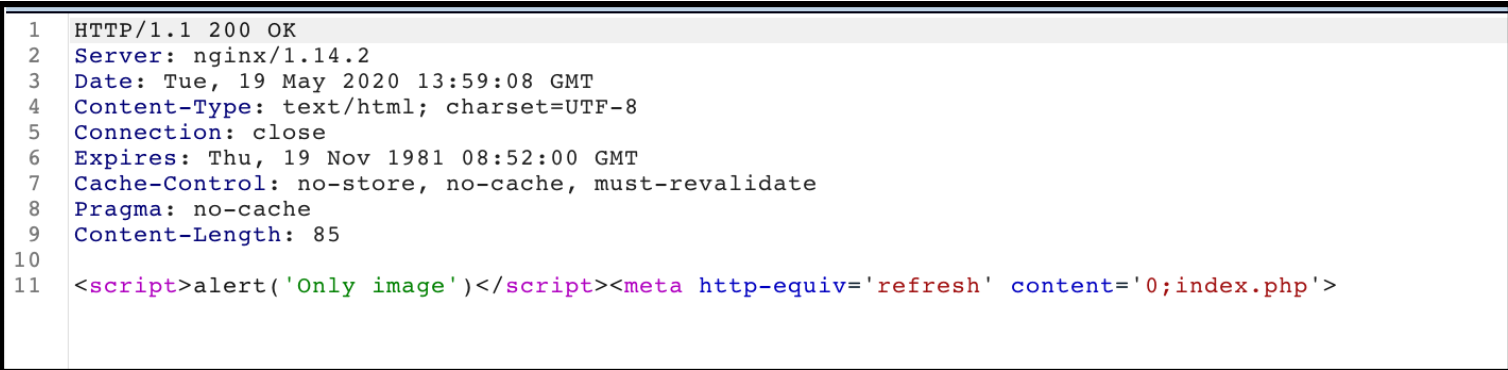 1 HTTP/1.1 200 OK
2 Server: nginx/1.14.2
3 Date: Tue, 19 May 2020 13:59:08 GMT
4 Content-Type: text/html; charset=UTF-8
5 Connection: close
6 Expires: Thu, 19 Nov 1981 08:52:00 GMT
7 Cache-Control: no-store, no-cache, must-revalidate
8 Pragma: no-cache
9 Content-Length: 85
10
11 <script>alert('Only image')</script><meta http-equiv='refresh' content='0;index.php'>